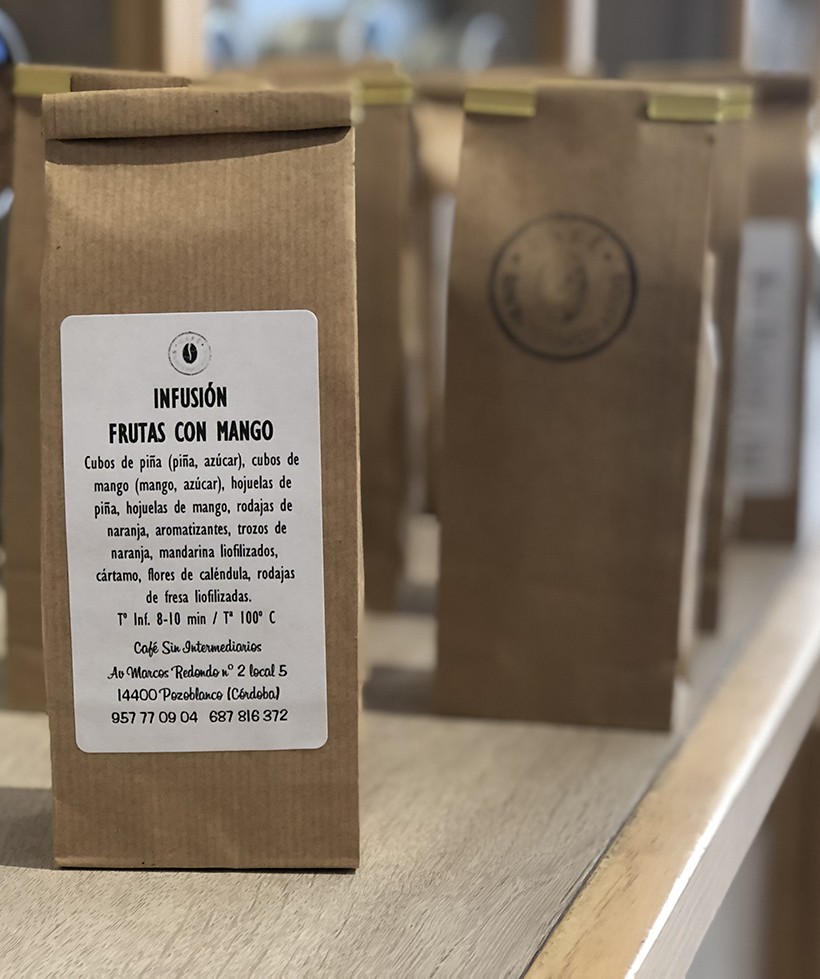 INFUSIÓN
FRUTAS CON MANGO
Cubos de piña (piña, azúcar), cubos de
mango (mango, azúcar), hojuelas de
piña, hojuelas de mango, rodajas de
naranja, aromatizantes, trozos de
naranja, mandarina liofilizados,
cártamo, flores de caléndula, rodajas
de fresa liofilizadas.
Tº Inf. 8-10 min / Tª 100º C
Café Sin Intermediarios
Av Marcos Redondo nº 2 local 5
14400 Pozoblanco (Córdoba)
957 77 09 04 687 816 372